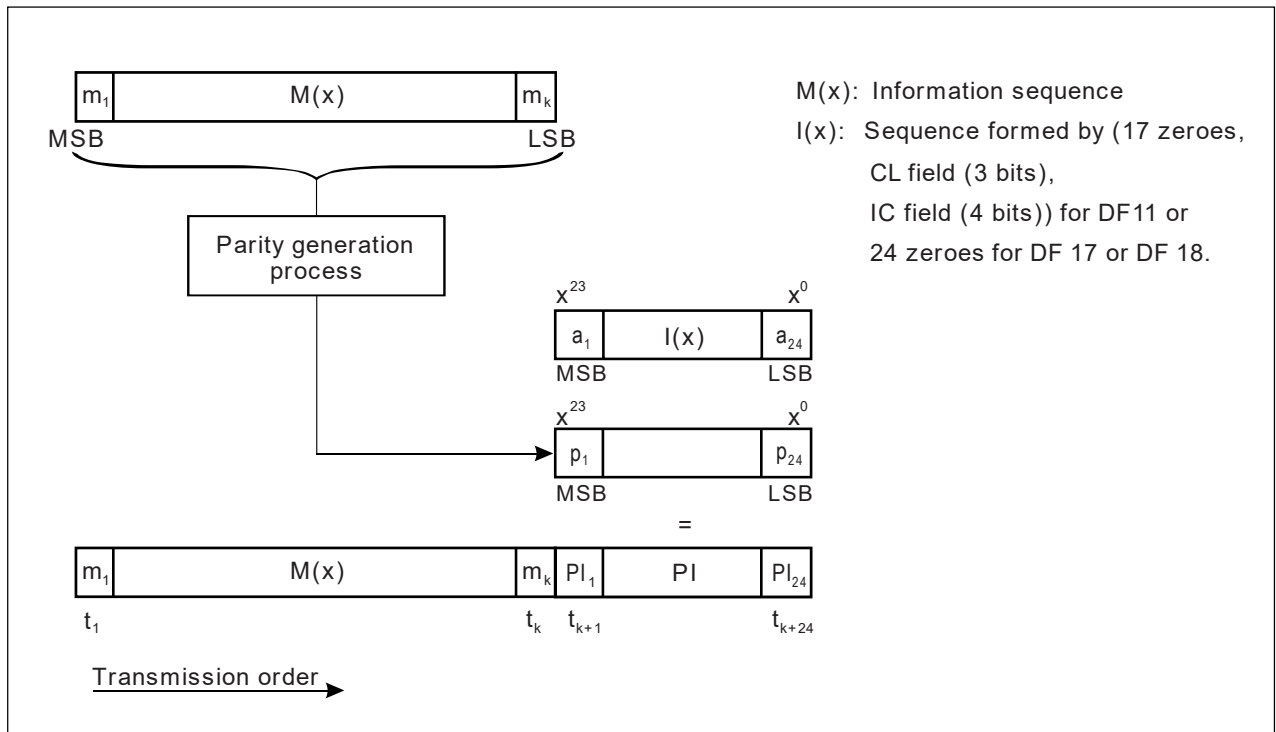 m₁ M(x) mₖ
MSB LSB
M(x): Information sequence
I(x): Sequence formed by (17 zeroes,
CL field (3 bits),
IC field (4 bits)) for DF11 or
24 zeroes for DF 17 or DF 18.
Parity generation
process
x²³ x⁰
a₁ I(x) a₂₄
MSB LSB
x²³ x⁰
p₁ p₂₄
MSB LSB
=
m₁ M(x) mₖ PI₁ PI PI₂₄
t₁ tₖ tₖ₊₁ tₖ₊₂₄
Transmission order